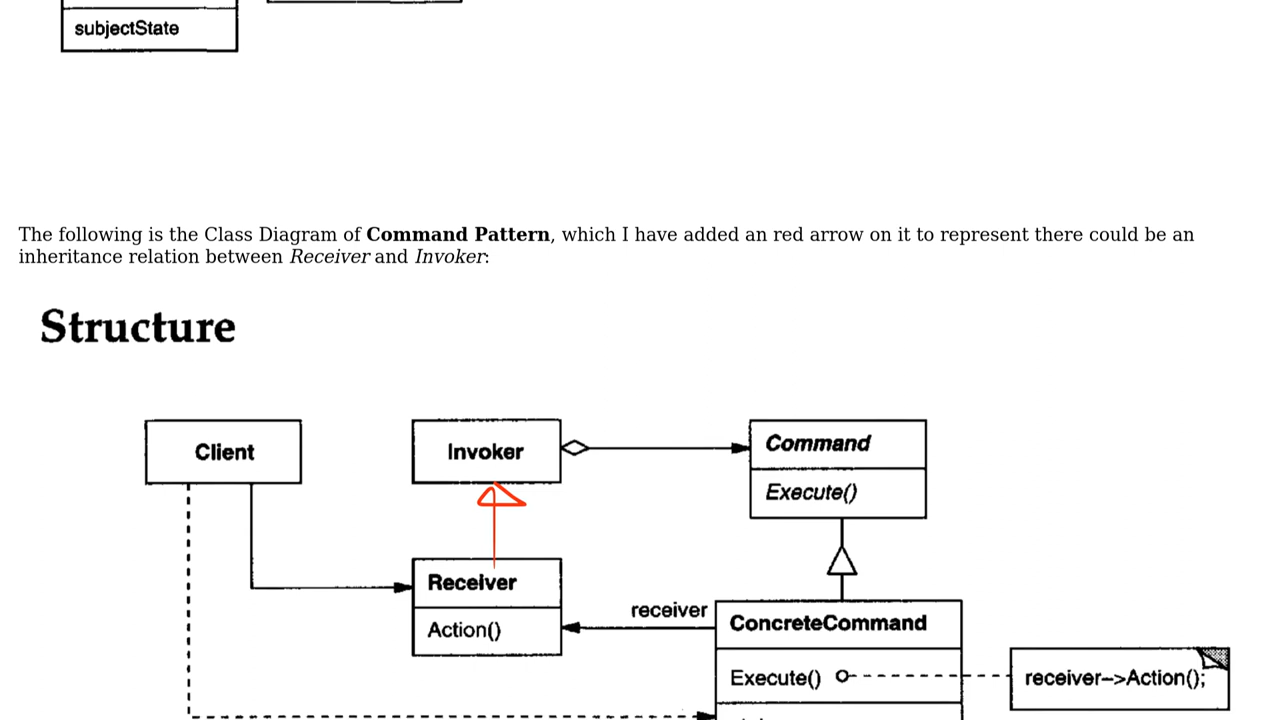 subjectState
The following is the Class Diagram of Command Pattern, which I have added an red arrow on it to represent there could be an
inheritance relation between Receiver and Invoker:
Structure
Client
Invoker
Command
Execute()
Receiver
Action()
receiver
ConcreteCommand
Execute()
receiver–>Action();